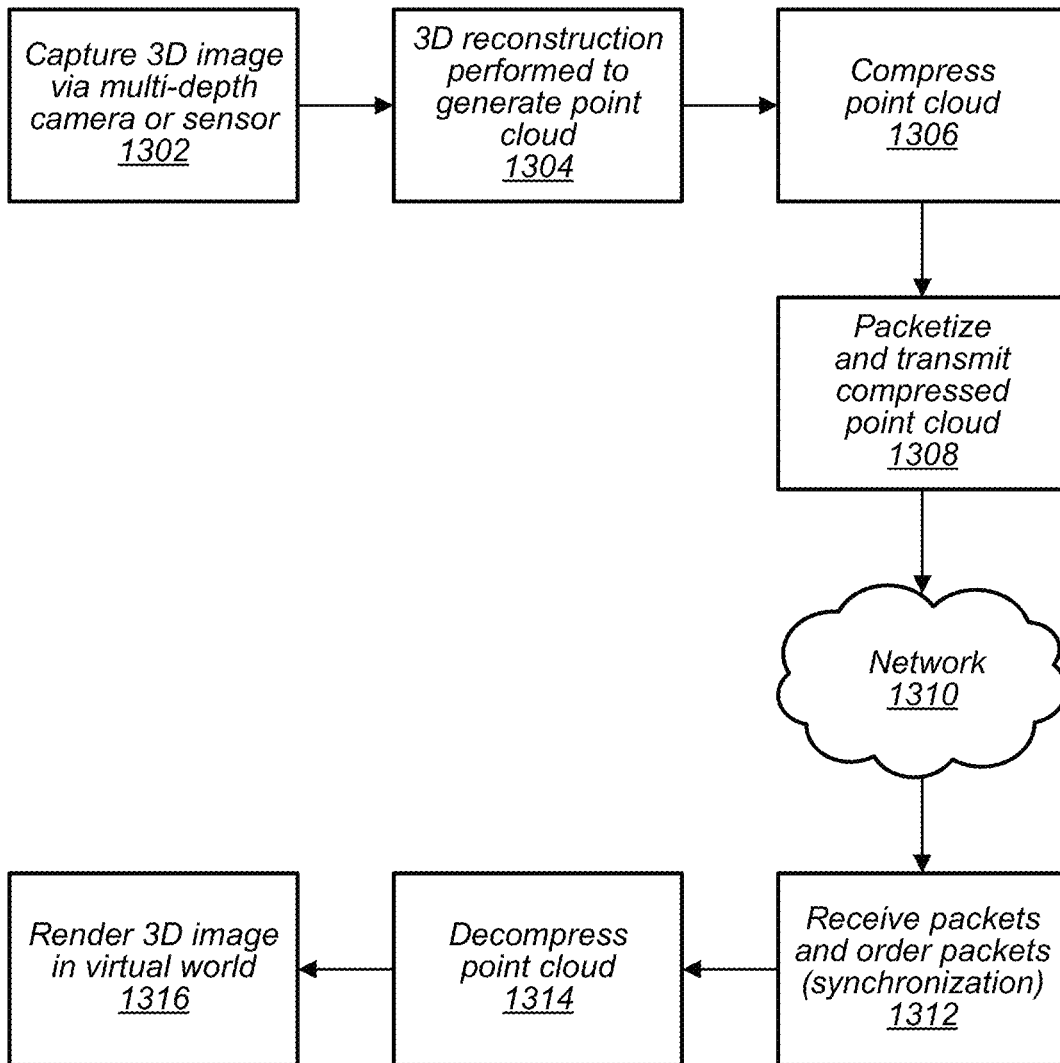 Capture 3D image
via multi-depth
camera or sensor
1302
3D reconstruction
performed to
generate point
cloud
1304
Compress
point cloud
1306
Packetize
and transmit
compressed
point cloud
1308
Network
1310
Receive packets
and order packets
(synchronization)
1312
Decompress
point cloud
1314
Render 3D image
in virtual world
1316